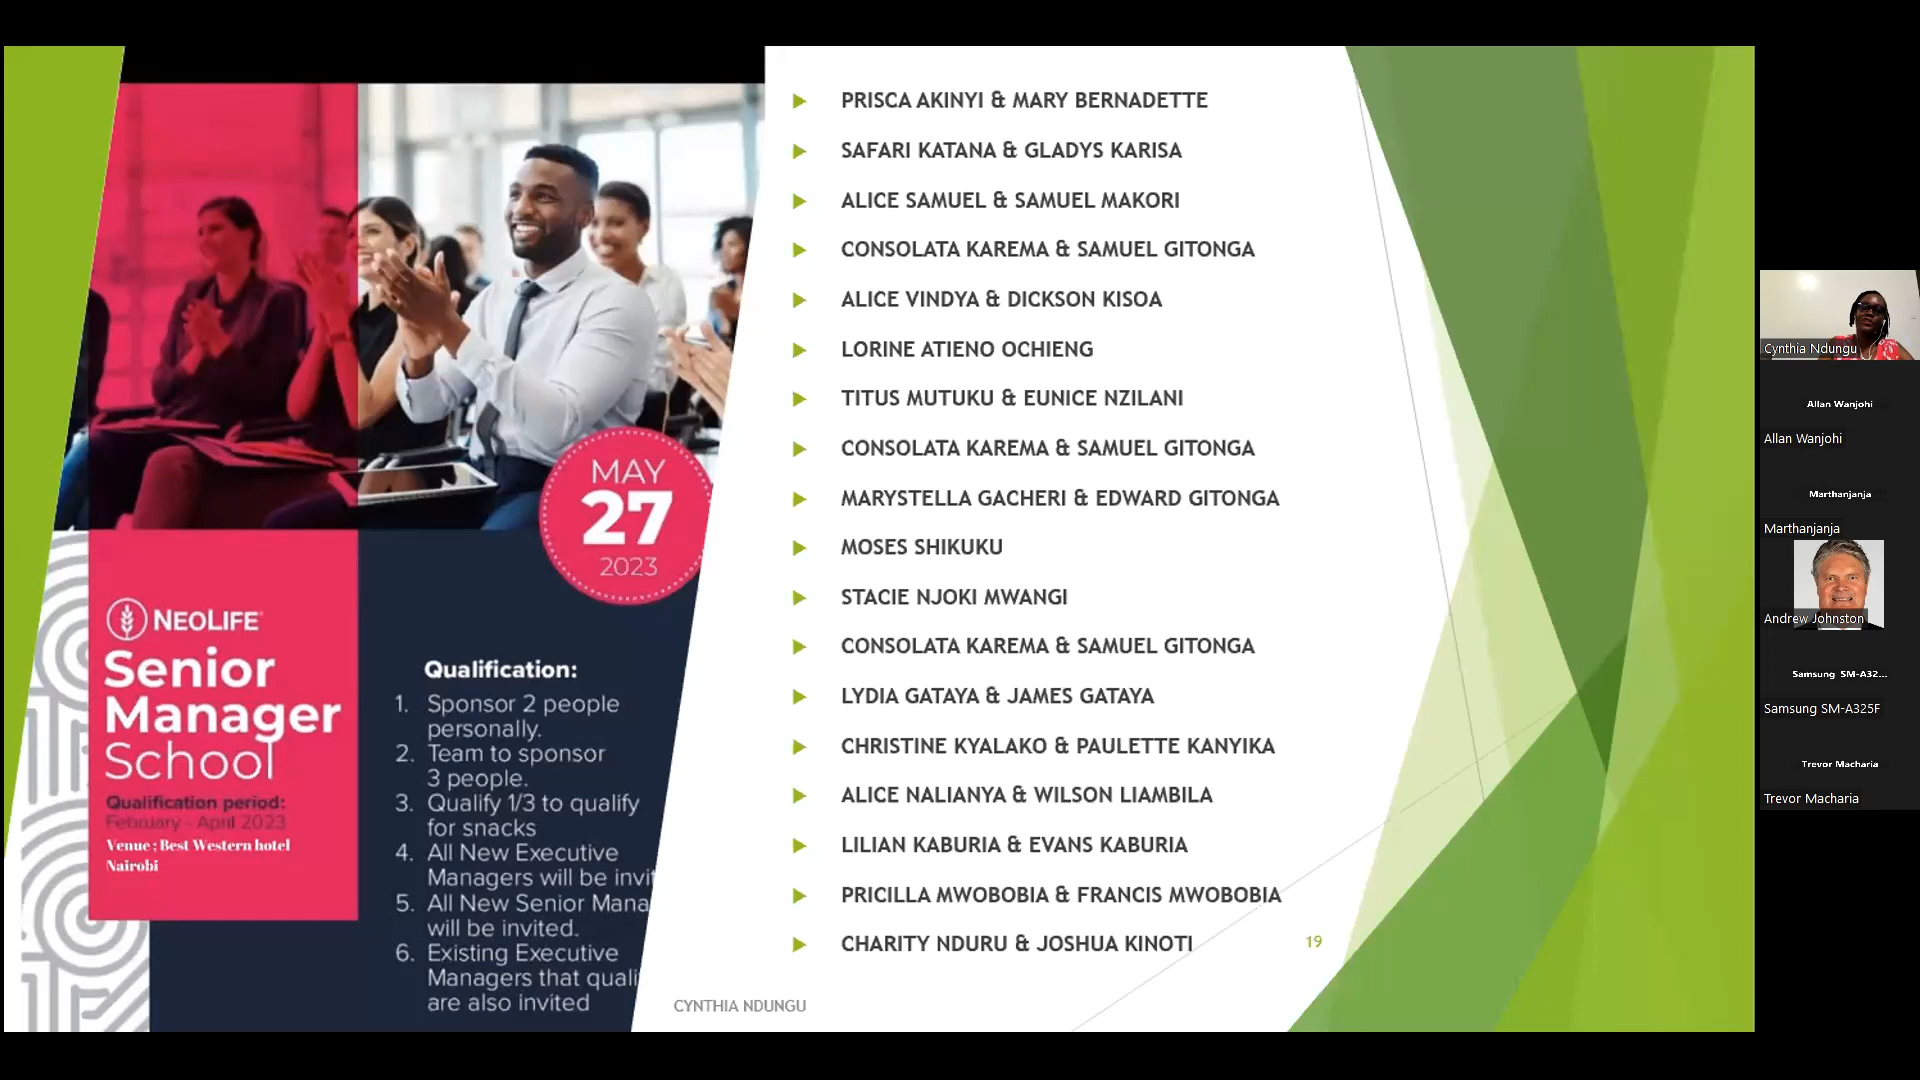 MAY
27
2023
NEOLIFE
Senior
Manager
School
Qualification period:
February - April 2023
Venue ; Best Western hotel
Nairobi
Qualification:
1. Sponsor 2 people
personally.
2. Team to sponsor
3 people.
3. Qualify 1/3 to qualify
for snacks
4. All New Executive
Managers will be invit
5. All New Senior Mana
will be invited.
6. Existing Executive
Managers that quali
are also invited
PRISCA AKINYI & MARY BERNADETTE
SAFARI KATANA & GLADYS KARISA
ALICE SAMUEL & SAMUEL MAKORI
CONSOLATA KAREMA & SAMUEL GITONGA
ALICE VINDYA & DICKSON KISOA
LORINE ATIENO OCHIENG
TITUS MUTUKU & EUNICE NZILANI
CONSOLATA KAREMA & SAMUEL GITONGA
MARYSTELLA GACHERI & EDWARD GITONGA
MOSES SHIKUKU
STACIE NJOKI MWANGI
CONSOLATA KAREMA & SAMUEL GITONGA
LYDIA GATAYA & JAMES GATAYA
CHRISTINE KYALAKO & PAULETTE KANYIKA
ALICE NALIANYA & WILSON LIAMBILA
LILIAN KABURIA & EVANS KABURIA
PRICILLA MWOBOBIA & FRANCIS MWOBOBIA
CHARITY NDURU & JOSHUA KINOTI
19
CYNTHIA NDUNGU
Cynthia Ndungu
Allan Wanjohi
Allan Wanjohi
Marthanjanja
Marthanjanja
Andrew Johnston
Samsung SM-A32...
Samsung SM-A325F
Trevor Macharia
Trevor Macharia